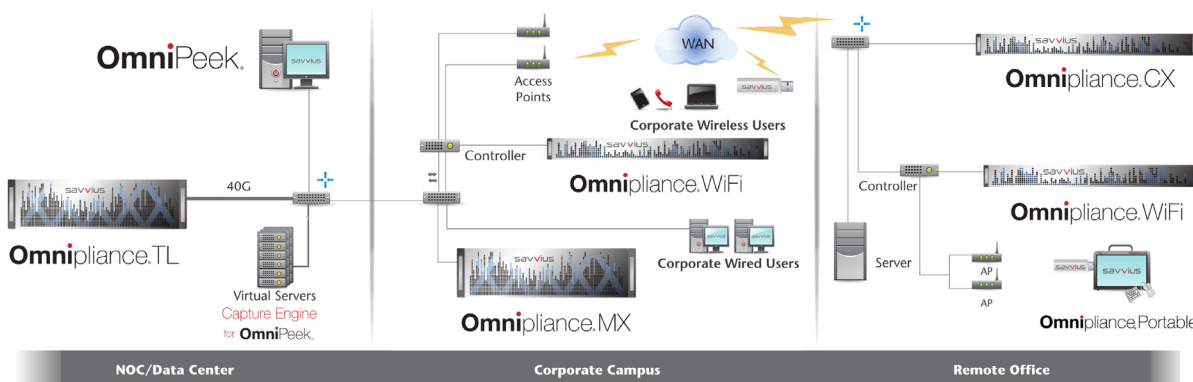 OmniPeek®
savvius
40G
savvius
Omnipliance®TL
Virtual Servers
Capture Engine
for OmniPeek®
NOC/Data Center
Access
Points
WAN
savvius
Corporate Wireless Users
Controller
savvius
Omnipliance®WiFi
savvius
savvius
Corporate Wired Users
savvius
Omnipliance®MX
Corporate Campus
savvius
Omnipliance®CX
Controller
savvius
Omnipliance®WiFi
Server
AP
AP
savvius
savvius
Omnipliance®Portable
Remote Office